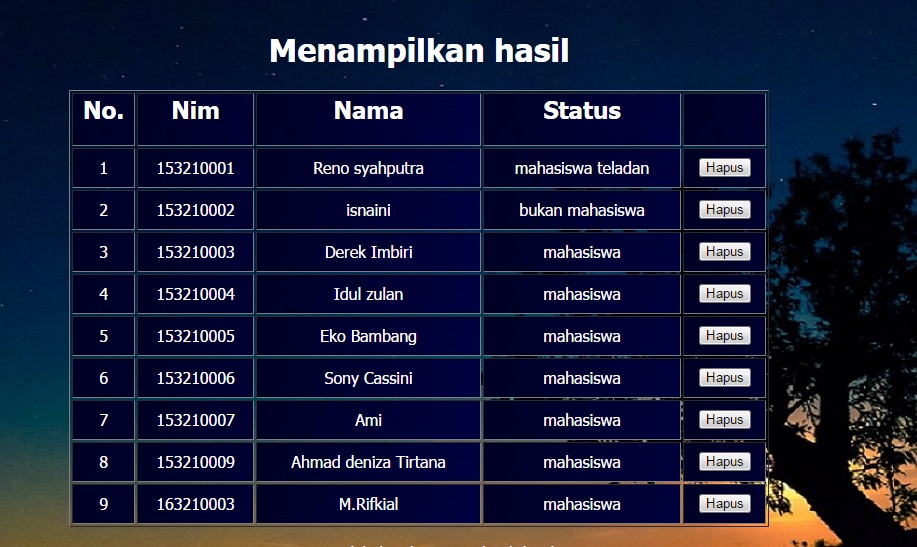 Menampilkan hasil
No. Nim Nama Status
1 153210001 Reno syahputra mahasiswa teladan Hapus
2 153210002 isnaini bukan mahasiswa Hapus
3 153210003 Derek Imbiri mahasiswa Hapus
4 153210004 Idul zulan mahasiswa Hapus
5 153210005 Eko Bambang mahasiswa Hapus
6 153210006 Sony Cassini mahasiswa Hapus
7 153210007 Ami mahasiswa Hapus
8 153210009 Ahmad deniza Tirtana mahasiswa Hapus
9 163210003 M.Rifkial mahasiswa Hapus